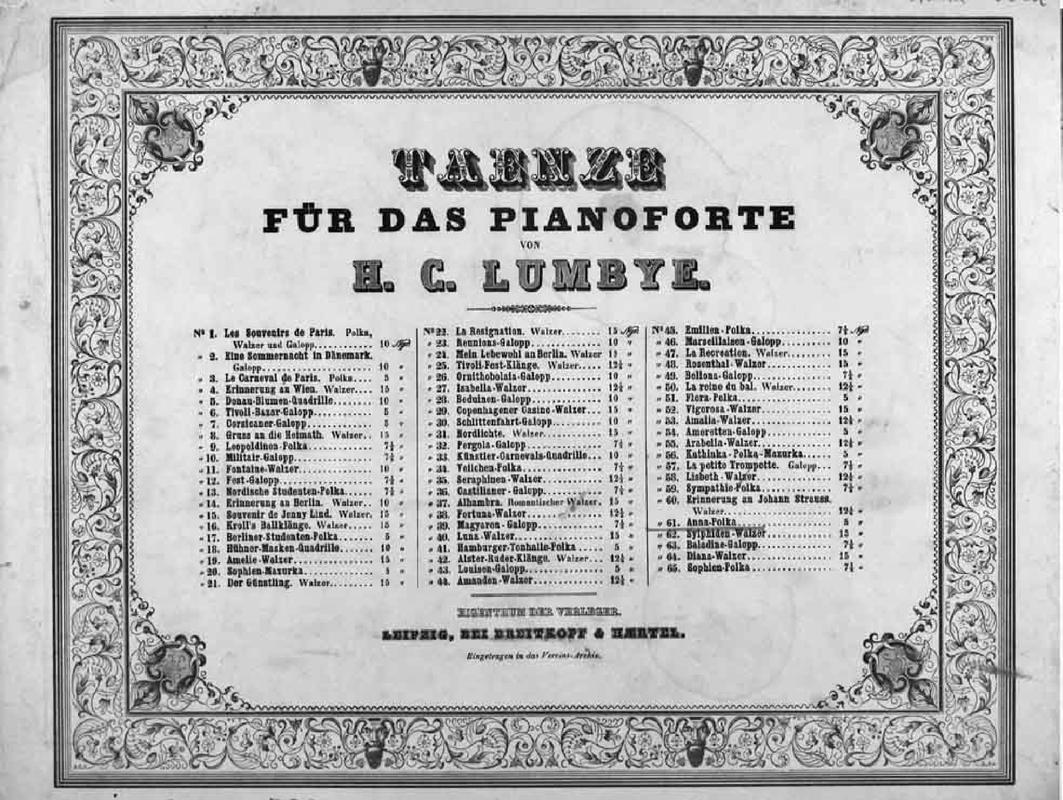 TAENZE
FÜR DAS PIANOFORTE
VON
H. C. LUMBYE.
No 1. Les Souvenirs de Paris. Polka,
Walzer und Galopp......... 10 Ngr
" 2. Eine Sommernacht in Dänemark.
Galopp.................. 10 "
" 3. Le Carneval de Paris. Polka... 5 "
" 4. Erinnerung an Wien. Walzer... 15 "
" 5. Donau-Blumen-Quadrille....... 10 "
" 6. Tivoli-Bazar-Galopp.......... 5 "
" 7. Corsicaner-Galopp........... 5 "
" 8. Gruss an die Heimath. Walzer.. 15 "
" 9. Leopoldinen-Polka............ 7½ "
" 10. Militair-Galopp............. 7½ "
" 11. Fontaine-Walzer............ 10 "
" 12. Fest-Galopp................ 7½ "
" 13. Nordische Studenten-Polka..... 7½ "
" 14. Erinnerung an Berlin. Walzer.. 10 "
" 15. Souvenir de Jenny Lind. Walzer. 15 "
" 16. Kroll's Ballklänge. Walzer..... 15 "
" 17. Berliner-Studenten-Polka...... 5 "
" 18. Hühner-Masken-Quadrille....... 10 "
" 19. Amelie-Walzer.............. 15 "
" 20. Sophien-Mazurka............ 5 "
" 21. Der Günstling. Walzer........ 15 "
No 22. La Resignation. Walzer....... 15 Ngr
" 23. Reunions-Galopp............. 10 "
" 24. Mein Lebewohl an Berlin. Walzer 15 "
" 25. Tivoli-Fest-Klänge. Walzer.... 12½ "
" 26. Ornithobolaia-Galopp.......... 10 "
" 27. Isabella-Walzer.............. 12½ "
" 28. Beduinen-Galopp............. 10 "
" 29. Copenhagener Casino-Walzer... 15 "
" 30. Schlittenfahrt-Galopp......... 10 "
" 31. Nordlichte. Walzer........... 15 "
" 32. Pergola-Galopp.............. 7½ "
" 33. Künstler-Carnevals-Quadrille... 10 "
" 34. Veilchen-Polka.............. 7½ "
" 35. Seraphinen-Walzer........... 12½ "
" 36. Castilianer-Galopp........... 7½ "
" 37. Alhambra. Romantischer Walzer. 15 "
" 38. Fortuna-Walzer.............. 12½ "
" 39. Magyaren-Galopp............ 7½ "
" 40. Luna-Walzer................ 15 "
" 41. Hamburger-Tonhalle-Polka..... 5 "
" 42. Alster-Ruder-Klänge. Walzer... 12½ "
" 43. Louisen-Galopp.............. 5 "
" 44. Amanden-Walzer............. 12½ "
No 45. Emilien-Polka............... 7½ Ngr
" 46. Marseillaisen-Galopp......... 10 "
" 47. La Recreation. Walzer........ 15 "
" 48. Rosenthal-Walzer............ 15 "
" 49. Bellona-Galopp.............. 7½ "
" 50. La reine du bal. Walzer....... 12½ "
" 51. Flora-Polka................. 5 "
" 52. Vigorosa-Walzer............. 15 "
" 53. Amalia-Walzer.............. 12½ "
" 54. Amoretten-Galopp............ 5 "
" 55. Arabella-Walzer............. 12½ "
" 56. Kathinka-Polka-Mazurka...... 5 "
" 57. La petite Trompette. Galopp... 7½ "
" 58. Lisbeth-Walzer.............. 12½ "
" 59. Sympathie-Polka............. 7½ "
" 60. Erinnerung an Johann Strauss.
Walzer................... 12½ "
" 61. Anna-Polka................. 5 "
" 62. Sylphiden-Walzer............ 15 "
" 63. Baladine-Galopp............. 7½ "
" 64. Diana-Walzer............... 15 "
" 65. Sophien-Polka............... 7½ "
EIGENTHUM DER VERLEGER.
LEIPZIG, BEI BREITKOPF & HÆRTEL.
Eingetragen in das Vereins-Archiv.